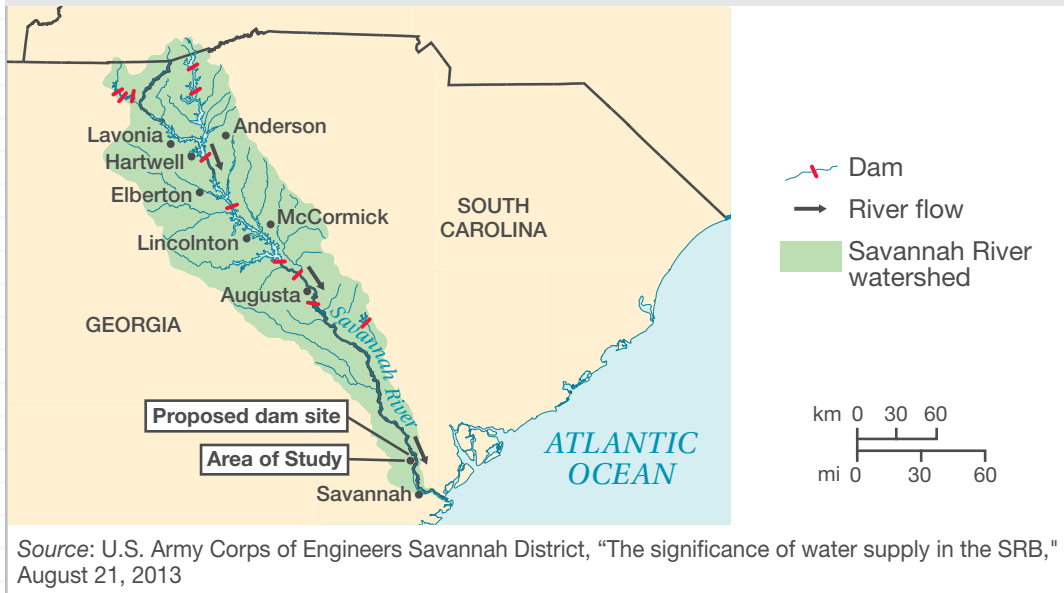 Lavonia
Anderson
Hartwell
Elberton
McCormick
Lincolnton
SOUTH
CAROLINA
Augusta
GEORGIA
Savannah River
Proposed dam site
Area of Study
Savannah
ATLANTIC
OCEAN
Dam
River flow
Savannah River
watershed
km 0 30 60
mi 0 30 60
Source: U.S. Army Corps of Engineers Savannah District, “The significance of water supply in the SRB,"
August 21, 2013